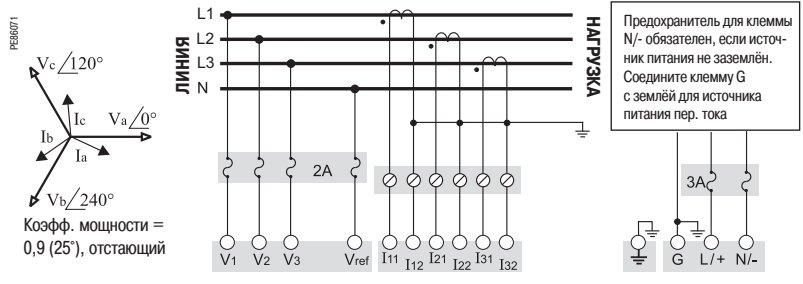 PE86071
Vc/120°
Va/0°
Ic
Ib
Ia
Vb/240°
Коэфф. мощности =
0,9 (25°), отстающий
ЛИНИЯ
L1
L2
L3
N
НАГРУЗКА
2A
V1
V2
V3
Vref
I11
I12
I21
I22
I31
I32
Предохранитель для клеммы
N/- обязателен, если источ-
ник питания не заземлён.
Соедините клемму G
с землёй для источника
питания пер. тока
3A
G
L/+
N/-